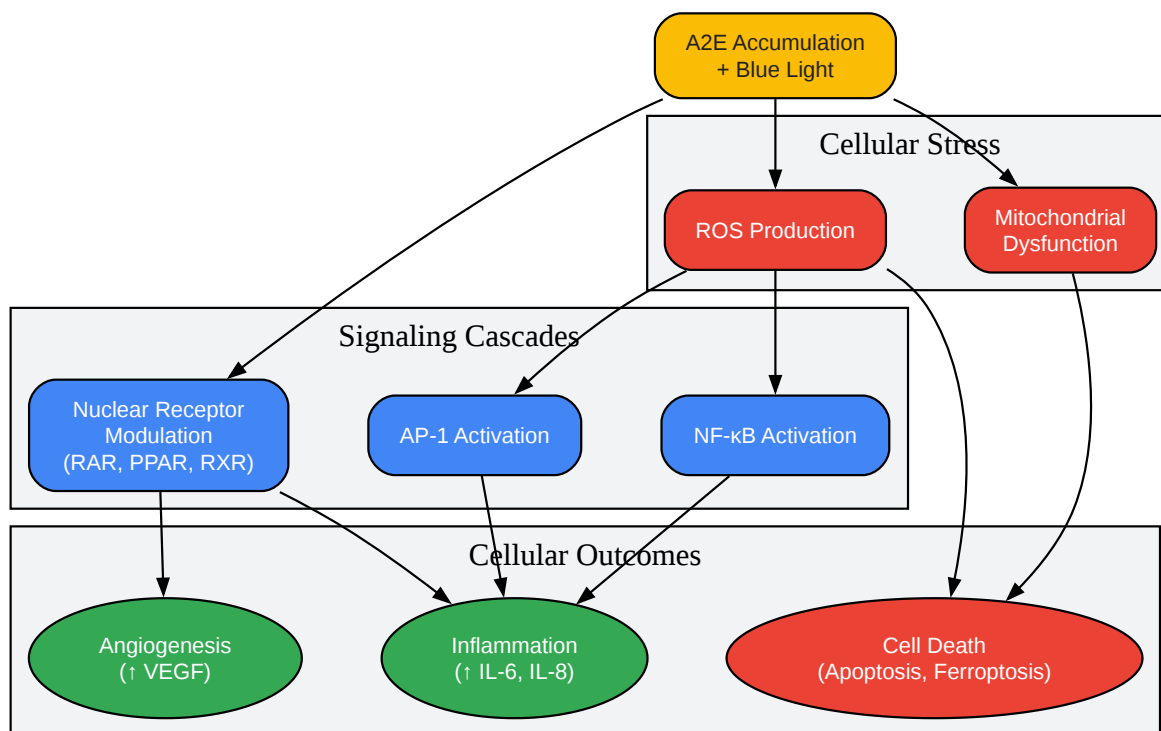 A2E Accumulation
+ Blue Light
Cellular Stress
ROS Production
Mitochondrial
Dysfunction
Signaling Cascades
Nuclear Receptor
Modulation
(RAR, PPAR, RXR)
AP-1 Activation
NF-κB Activation
Cellular Outcomes
Angiogenesis
(↑ VEGF)
Inflammation
(↑ IL-6, IL-8)
Cell Death
(Apoptosis, Ferroptosis)